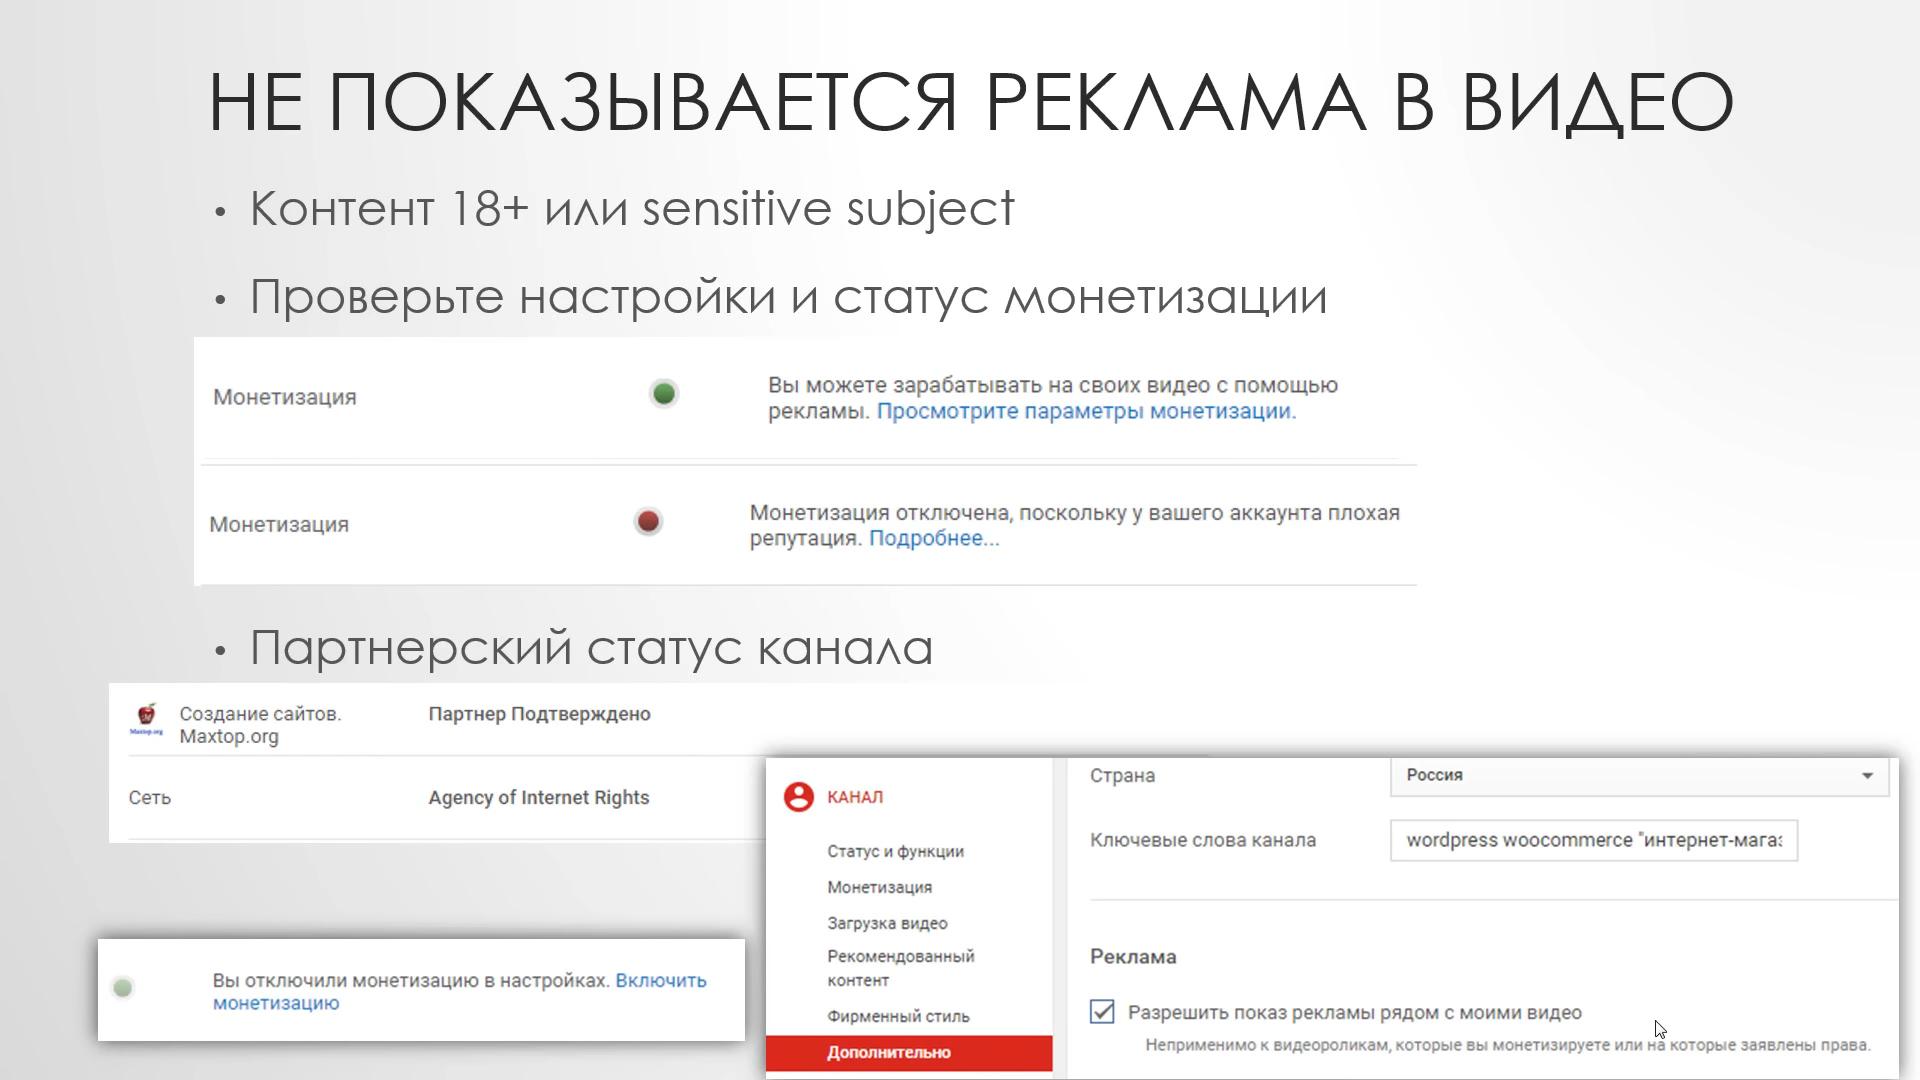 НЕ ПОКАЗЫВАЕТСЯ РЕКЛАМА В ВИДЕО
• Контент 18+ или sensitive subject
• Проверьте настройки и статус монетизации
Монетизация
Вы можете зарабатывать на своих видео с помощью
рекламы. Просмотрите параметры монетизации.
Монетизация
Монетизация отключена, поскольку у вашего аккаунта плохая
репутация. Подробнее...
• Партнерский статус канала
Maxtop.org
Создание сайтов.
Maxtop.org
Партнер Подтверждено
Сеть
Agency of Internet Rights
Вы отключили монетизацию в настройках. Включить
монетизацию
КАНАЛ
Статус и функции
Монетизация
Загрузка видео
Рекомендованный
контент
Фирменный стиль
Дополнительно
Страна
Россия
Ключевые слова канала
wordpress woocommerce "интернет-мага
Реклама
Разрешить показ рекламы рядом с моими видео
Неприменимо к видеороликам, которые вы монетизируете или на которые заявлены права.